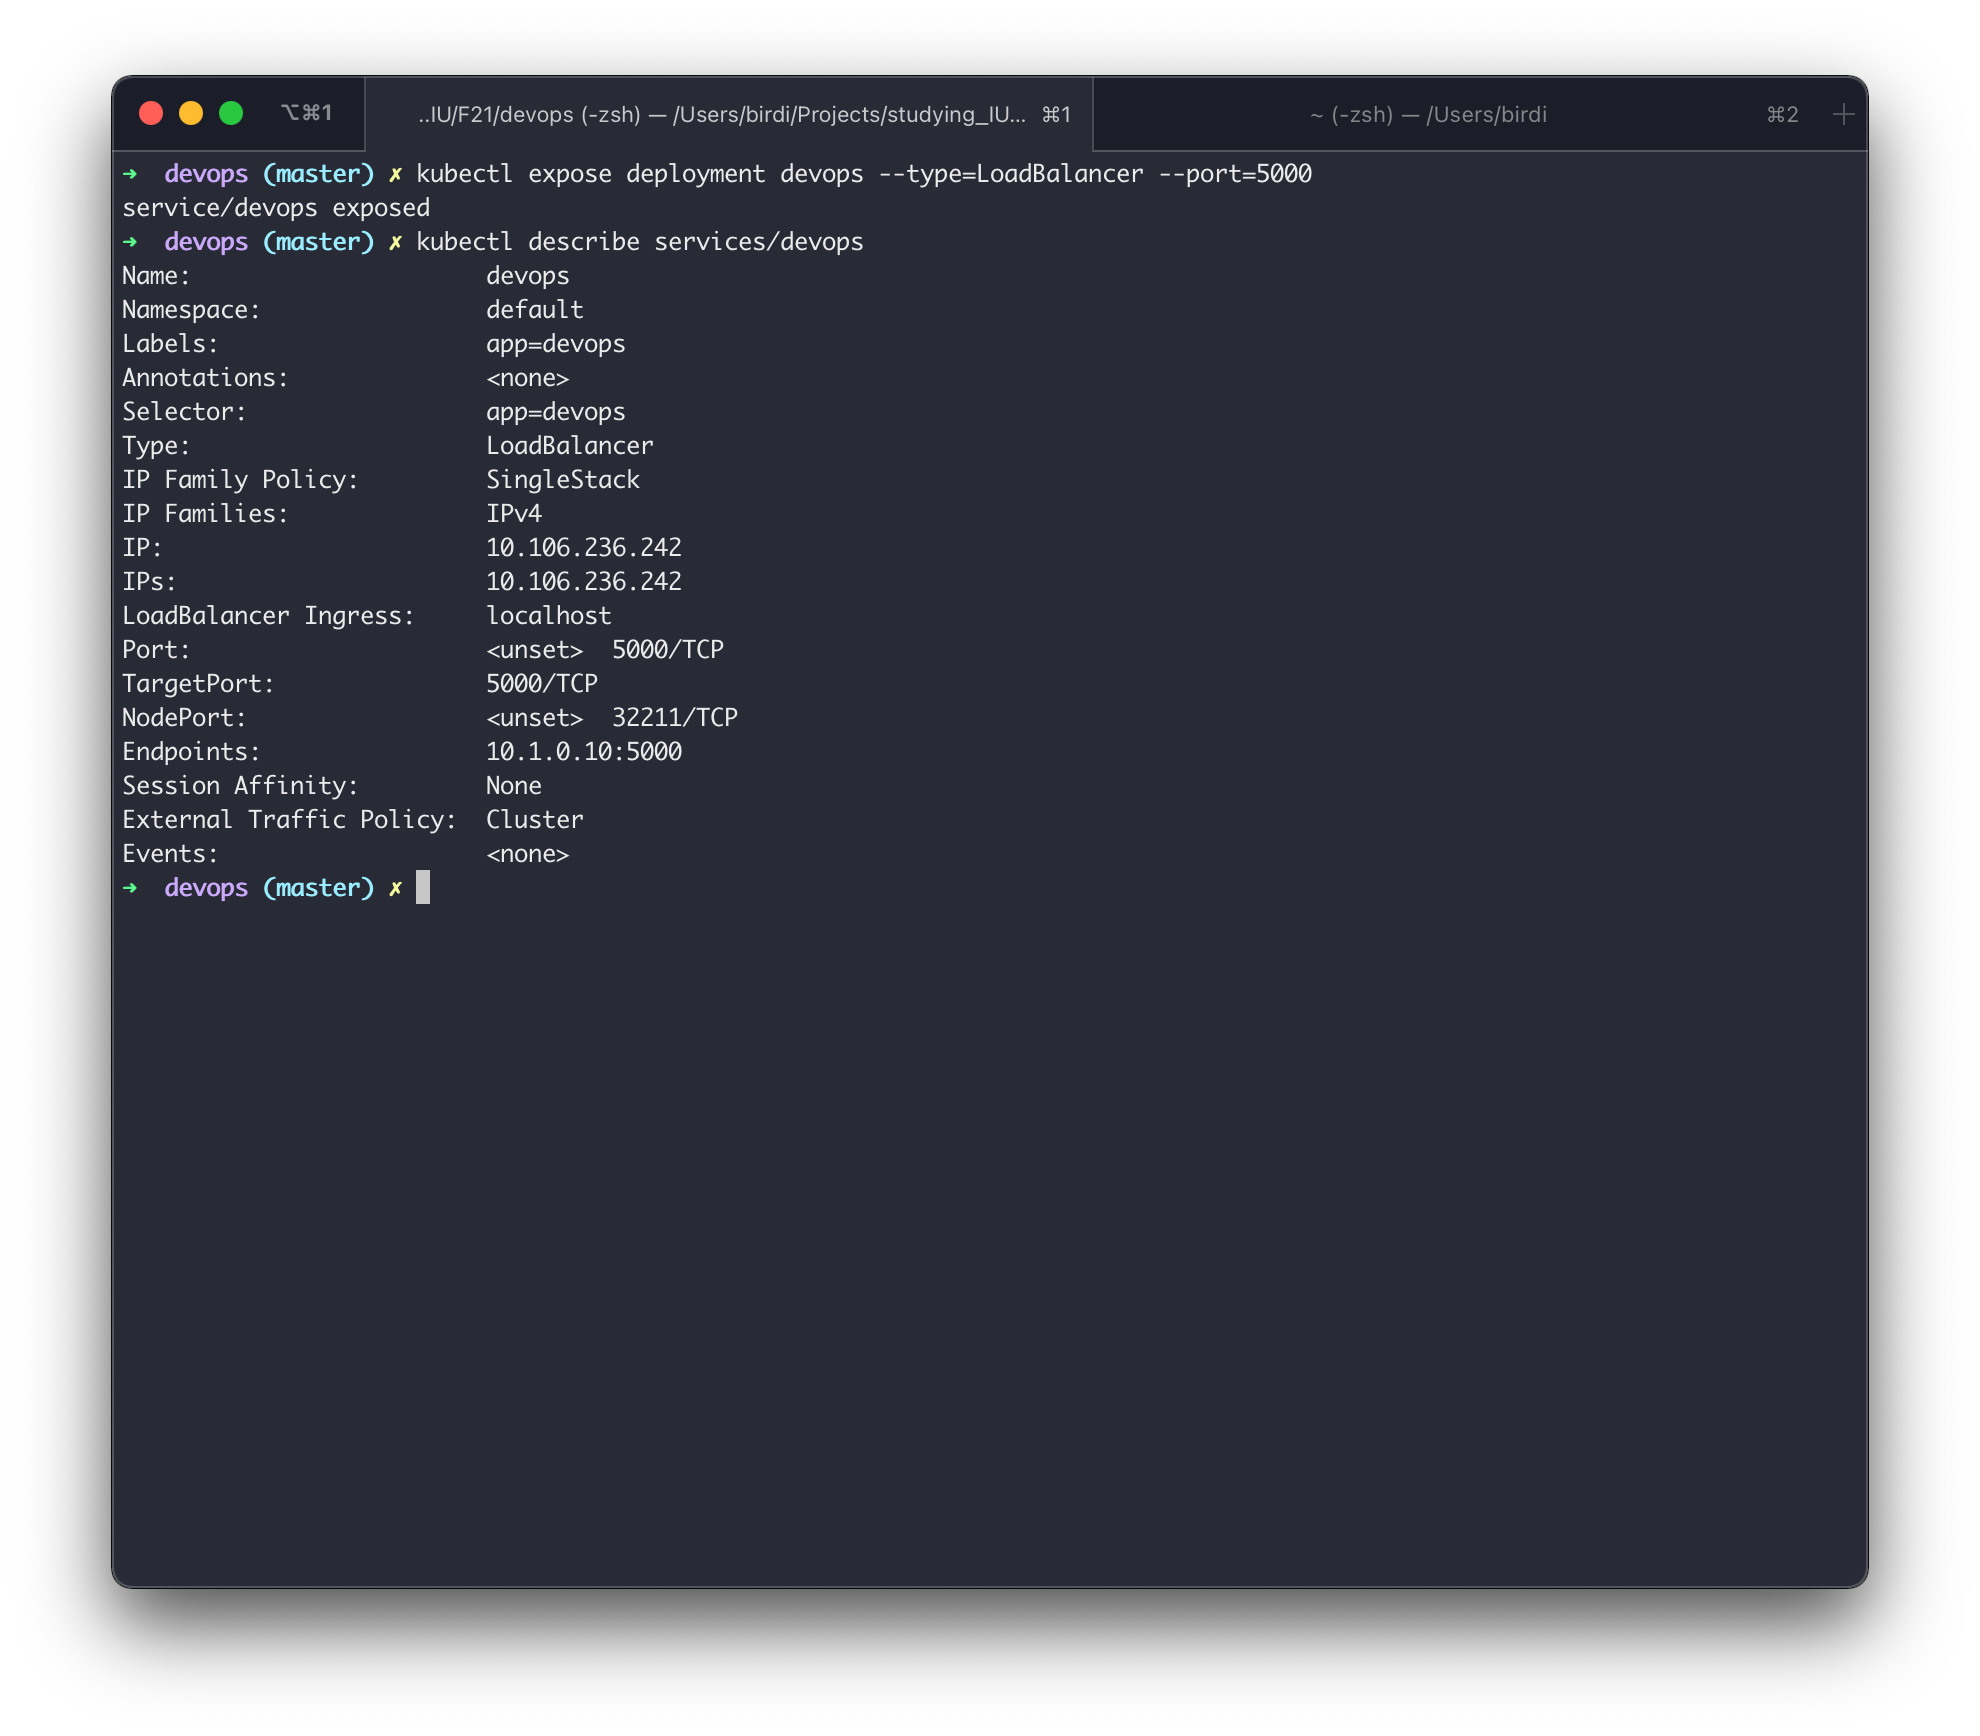 ⌥⌘1 ..IU/F21/devops (-zsh) — /Users/birdi/Projects/studying_IU... ⌘1 ~ (-zsh) — /Users/birdi ⌘2 +
➜  devops (master) ✗ kubectl expose deployment devops --type=LoadBalancer --port=5000
service/devops exposed
➜  devops (master) ✗ kubectl describe services/devops
Name:                     devops
Namespace:                default
Labels:                   app=devops
Annotations:              <none>
Selector:                 app=devops
Type:                     LoadBalancer
IP Family Policy:         SingleStack
IP Families:              IPv4
IP:                       10.106.236.242
IPs:                      10.106.236.242
LoadBalancer Ingress:     localhost
Port:                     <unset>  5000/TCP
TargetPort:               5000/TCP
NodePort:                 <unset>  32211/TCP
Endpoints:                10.1.0.10:5000
Session Affinity:         None
External Traffic Policy:  Cluster
Events:                   <none>
➜  devops (master) ✗